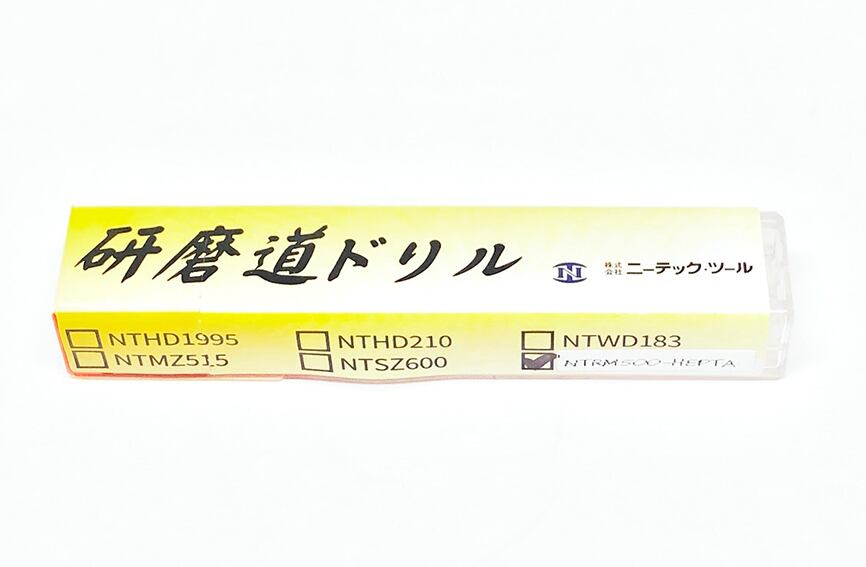 研磨道ドリル
株式会社 ニーテック・ツール
NTHD1995 NTHD210 NTWD183
NTMZ515 NTSZ600 NTRM500-HEPTA